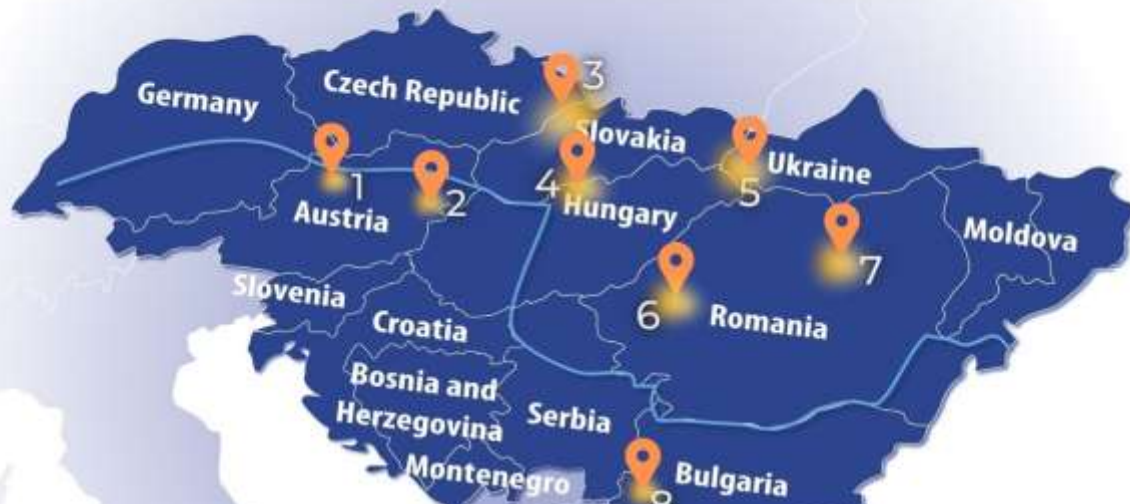 3
Czech Republic
Germany
Slovakia
Ukraine
1
2
4
5
Hungary
Austria
Moldova
7
Slovenia
6
Romania
Croatia
Bosnia and
Herzegovina
Serbia
Montenegro
Bulgaria
8